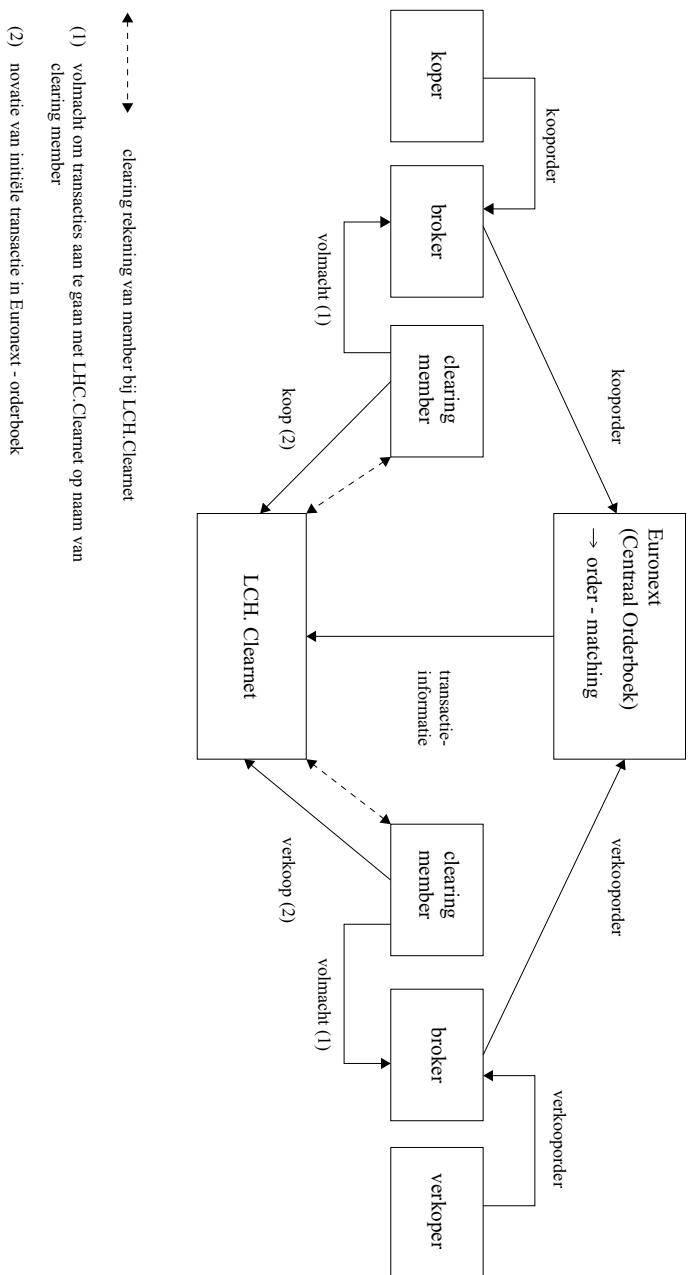 Euronext
(Centraal Orderboek)
→ order - matching
kooporder
verkooporder
kooporder
verkooporder
transactie-
informatie
koper
broker
clearing
member
clearing
member
broker
verkoper
volmacht (1)
koop (2)
verkoop (2)
volmacht (1)
LCH. Clearnet
clearing rekening van member bij LCH.Clearnet
(1) volmacht om transacties aan te gaan met LHC.Clearnet op naam van
clearing member
(2) novatie van initiële transactie in Euronext - orderboek